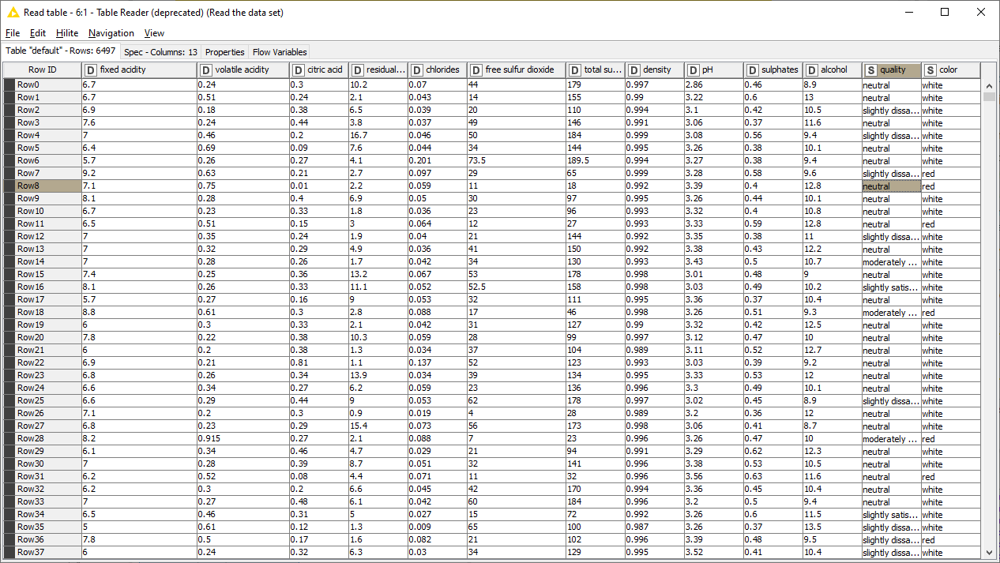 Read table - 6:1 - Table Reader (deprecated) (Read the data set)
File Edit Hilite Navigation View
Table "default" - Rows: 6497 Spec - Columns: 13 Properties Flow Variables
Row ID D fixed acidity D volatile acidity D citric acid D residual... D chlorides D free sulfur dioxide D total su... D density D pH D sulphates D alcohol S quality S color
Row0 6.7 0.24 0.3 10.2 0.07 44 179 0.997 2.86 0.46 8.9 neutral white
Row1 6.7 0.51 0.24 2.1 0.043 14 155 0.99 3.22 0.6 13 neutral white
Row2 6.9 0.18 0.38 6.5 0.039 20 110 0.994 3.1 0.42 10.5 slightly dissa... white
Row3 7.6 0.24 0.44 3.8 0.037 49 146 0.991 3.06 0.37 11.6 neutral white
Row4 7 0.46 0.2 16.7 0.046 50 184 0.999 3.08 0.56 9.4 slightly dissa... white
Row5 6.4 0.69 0.09 7.6 0.044 34 144 0.995 3.26 0.38 10.1 neutral white
Row6 5.7 0.26 0.27 4.1 0.201 73.5 189.5 0.994 3.27 0.38 9.4 neutral white
Row7 9.2 0.63 0.21 2.7 0.097 29 65 0.999 3.28 0.58 9.6 slightly dissa... red
Row8 7.1 0.75 0.01 2.2 0.059 11 18 0.992 3.39 0.4 12.8 neutral red
Row9 8.1 0.28 0.4 6.9 0.05 30 97 0.995 3.26 0.44 10.1 neutral white
Row10 6.7 0.23 0.33 1.8 0.036 23 96 0.993 3.32 0.4 10.8 neutral white
Row11 6.5 0.51 0.15 3 0.064 12 27 0.993 3.33 0.59 12.8 neutral red
Row12 7 0.35 0.24 1.9 0.04 21 144 0.992 3.35 0.38 11 slightly dissa... white
Row13 7 0.32 0.29 4.9 0.036 41 150 0.992 3.38 0.43 12.2 neutral white
Row14 7 0.28 0.26 1.7 0.042 34 130 0.993 3.43 0.5 10.7 moderately ... white
Row15 7.4 0.25 0.36 13.2 0.067 53 178 0.998 3.01 0.48 9 neutral white
Row16 8.1 0.26 0.33 11.1 0.052 52.5 158 0.998 3.03 0.49 10.2 slightly satis... white
Row17 5.7 0.27 0.16 9 0.053 32 111 0.995 3.36 0.37 10.4 neutral white
Row18 8.8 0.61 0.3 2.8 0.088 17 46 0.998 3.26 0.51 9.3 moderately ... red
Row19 6 0.3 0.33 2.1 0.042 31 127 0.99 3.32 0.42 12.5 neutral white
Row20 7.8 0.22 0.38 10.3 0.059 28 99 0.997 3.12 0.47 10 neutral white
Row21 6 0.2 0.38 1.3 0.034 37 104 0.989 3.11 0.52 12.7 neutral white
Row22 6.9 0.21 0.81 1.1 0.137 52 123 0.993 3.03 0.39 9.2 neutral white
Row23 6.8 0.26 0.34 13.9 0.034 39 134 0.995 3.33 0.53 12 neutral white
Row24 6.6 0.34 0.27 6.2 0.059 23 136 0.996 3.3 0.49 10.1 neutral white
Row25 6.6 0.29 0.44 9 0.053 62 178 0.997 3.02 0.45 8.9 slightly dissa... white
Row26 7.1 0.2 0.3 0.9 0.019 4 28 0.989 3.2 0.36 12 neutral white
Row27 6.8 0.23 0.29 15.4 0.073 56 173 0.998 3.06 0.41 8.7 neutral white
Row28 8.2 0.915 0.27 2.1 0.088 7 23 0.996 3.26 0.47 10 moderately ... red
Row29 6.1 0.34 0.46 4.7 0.029 21 94 0.991 3.29 0.62 12.3 neutral white
Row30 7 0.28 0.39 8.7 0.051 32 141 0.996 3.38 0.53 10.5 neutral white
Row31 6.2 0.52 0.08 4.4 0.071 11 32 0.996 3.56 0.63 11.6 neutral red
Row32 6.2 0.3 0.2 6.6 0.045 42 170 0.994 3.36 0.45 10.4 neutral white
Row33 7 0.27 0.48 6.1 0.042 60 184 0.996 3.2 0.5 9.4 neutral white
Row34 6.5 0.46 0.31 5 0.027 15 72 0.992 3.26 0.6 11.5 slightly satis... white
Row35 5 0.61 0.12 1.3 0.009 65 100 0.987 3.26 0.37 13.5 slightly dissa... white
Row36 7.8 0.5 0.17 1.6 0.082 21 102 0.996 3.39 0.48 9.5 slightly dissa... red
Row37 6 0.24 0.32 6.3 0.03 34 129 0.995 3.52 0.41 10.4 slightly dissa... white